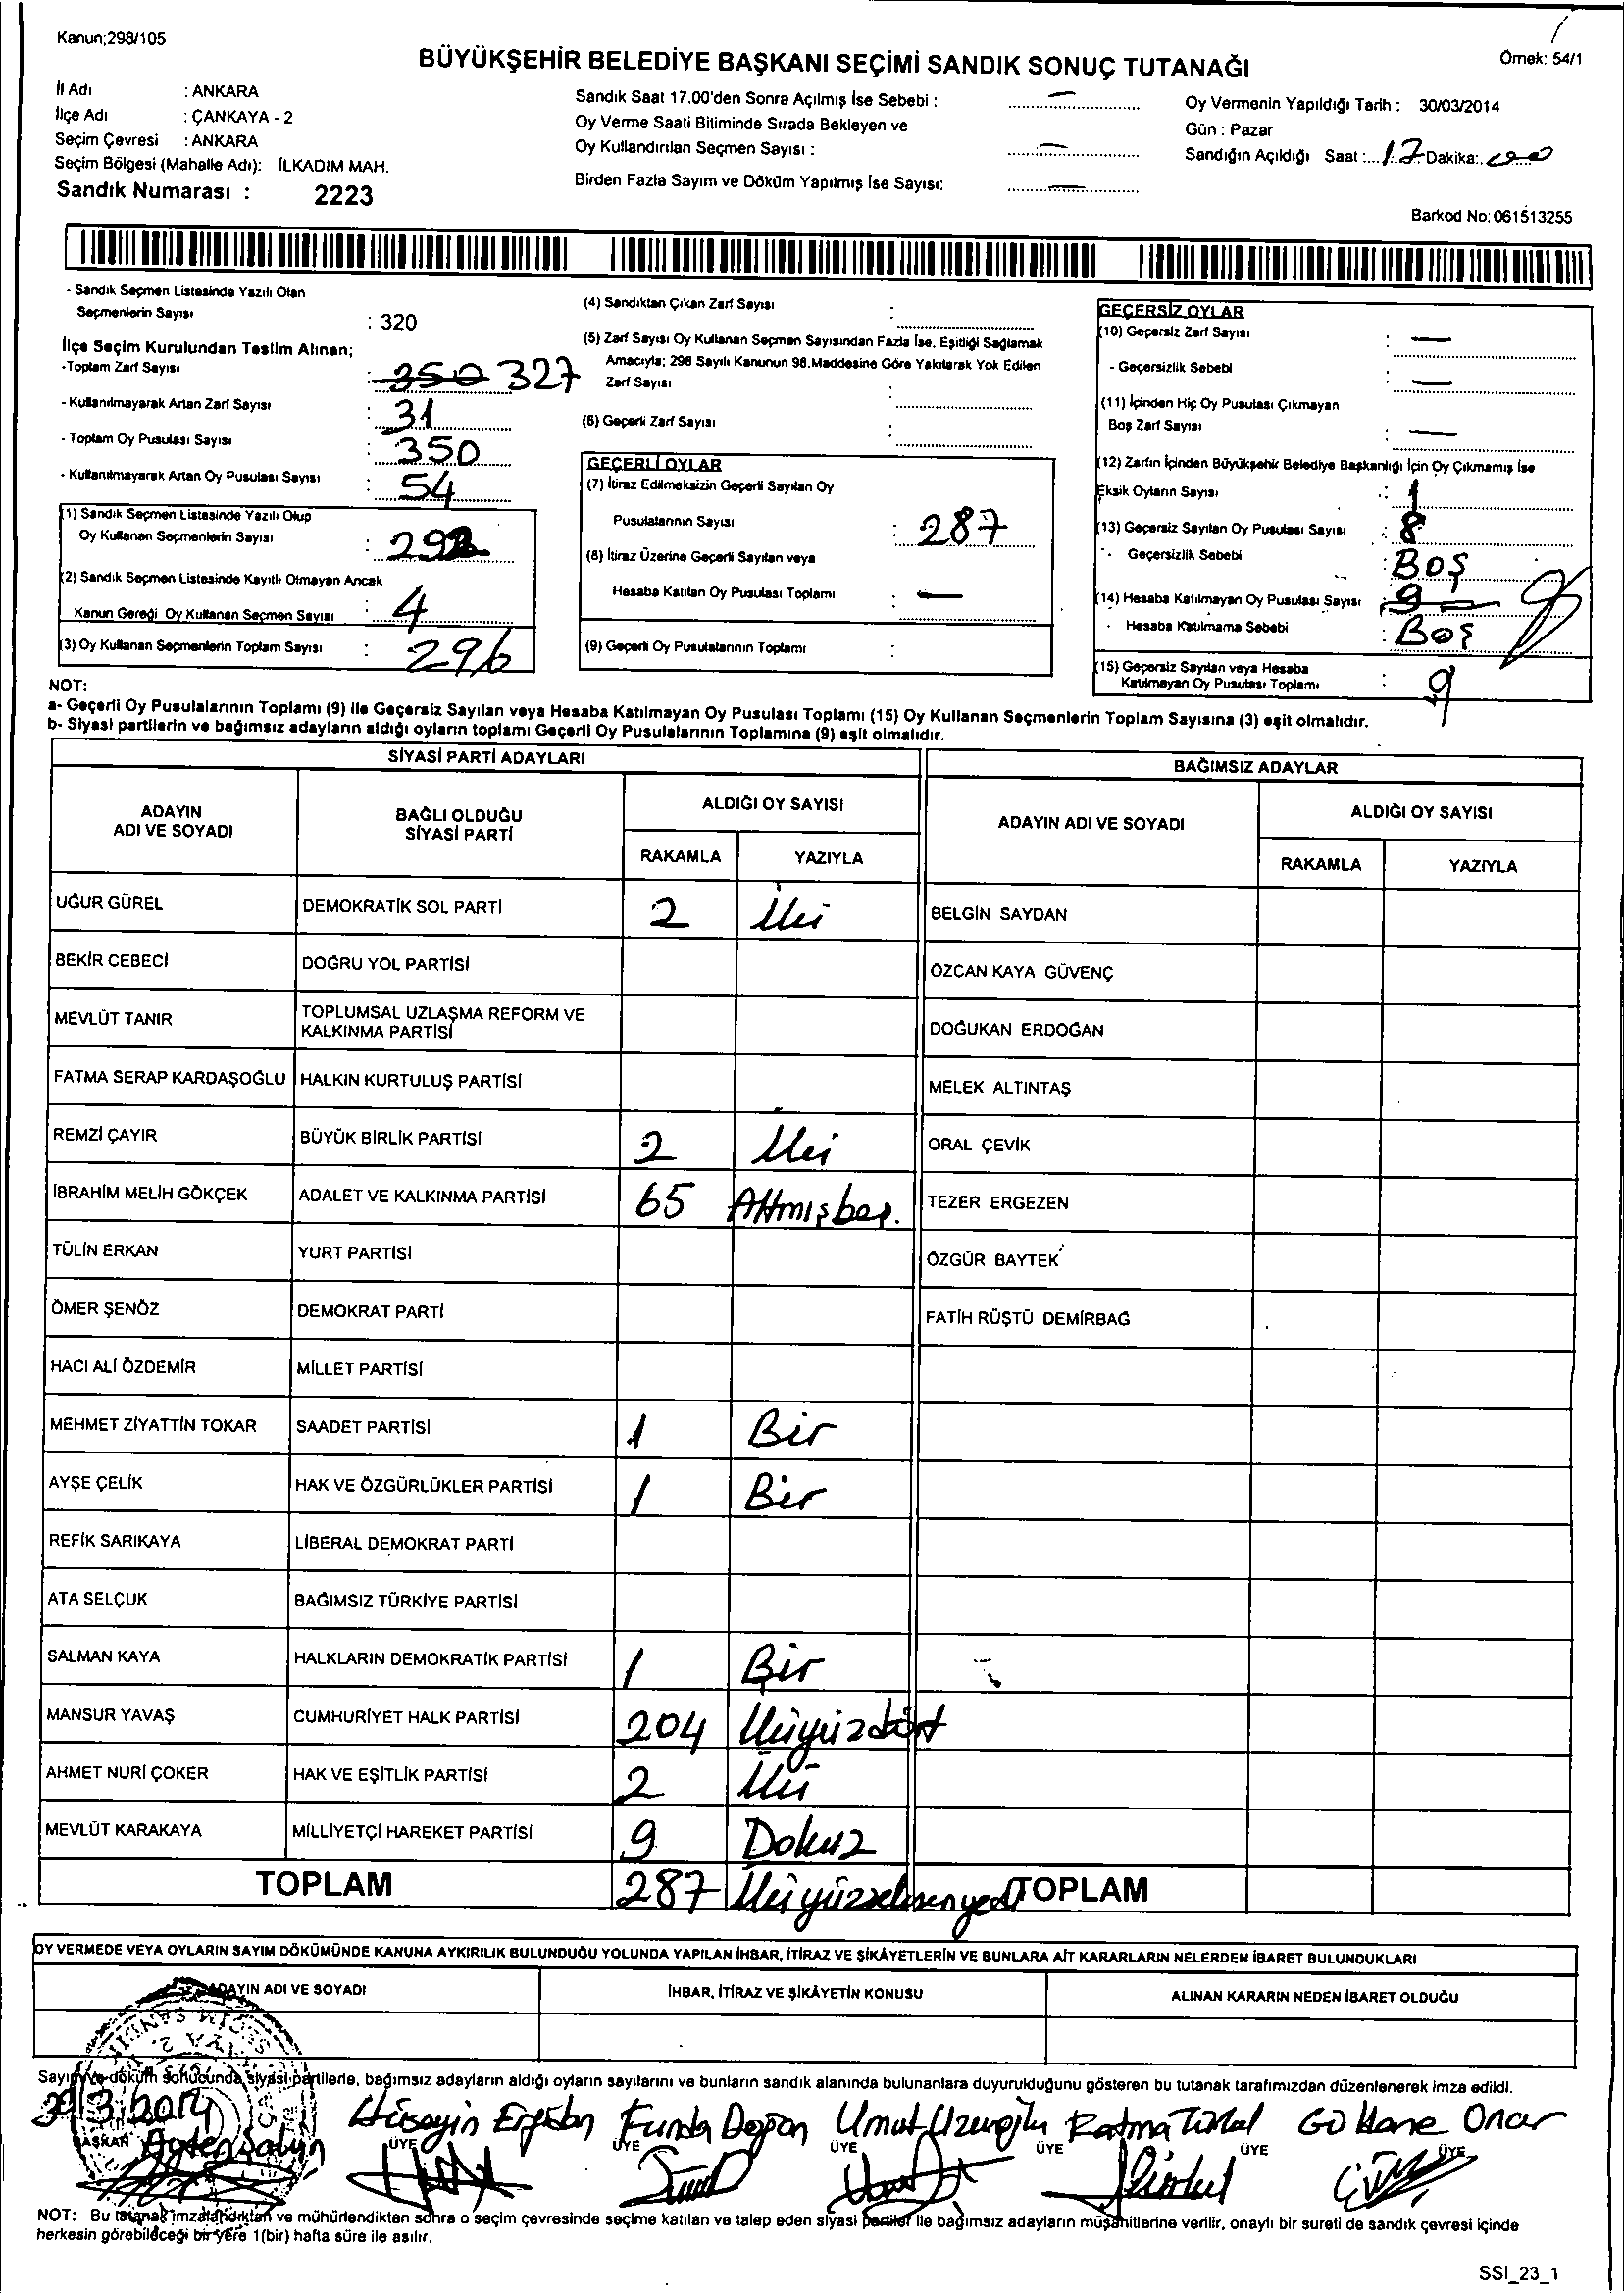 Kanun;298/105
BÜYÜKŞEHİR BELEDİYE BAŞKANI SEÇİMİ SANDIK SONUÇ TUTANAĞI
Örnek: 54/1
İl Adı : ANKARA
İlçe Adı : ÇANKAYA - 2
Seçim Çevresi : ANKARA
Seçim Bölgesi (Mahalle Adı): İLKADIM MAH.
Sandık Numarası : 2223
Sandık Saat 17.00'den Sonra Açılmış İse Sebebi : —
Oy Verme Saati Bitiminde Sırada Bekleyen ve
Oy Kullandırılan Seçmen Sayısı : —
Birden Fazla Sayım ve Döküm Yapılmış İse Sayısı: —
Oy Vermenin Yapıldığı Tarih : 30/03/2014
Gün : Pazar
Sandığın Açıldığı Saat : 17 Dakika: 00
Barkod No: 061513255
- Sandık Seçmen Listesinde Yazılı Olan
Seçmenlerin Sayısı : 320
İlçe Seçim Kurulundan Teslim Alınan;
-Toplam Zarf Sayısı : 350 327
- Kullanılmayarak Artan Zarf Sayısı : 31
- Toplam Oy Pusulası Sayısı : 350
- Kullanılmayarak Artan Oy Pusulası Sayısı : 54
(1) Sandık Seçmen Listesinde Yazılı Olup
Oy Kullanan Seçmenlerin Sayısı : 292
(2) Sandık Seçmen Listesinde Kayıtlı Olmayan Ancak
Kanun Gereği Oy Kullanan Seçmen Sayısı : 4
(3) Oy Kullanan Seçmenlerin Toplam Sayısı : 296
(4) Sandıktan Çıkan Zarf Sayısı :
(5) Zarf Sayısı Oy Kullanan Seçmen Sayısından Fazla İse, Eşitliği Sağlamak
Amacıyla; 298 Sayılı Kanunun 98.Maddesine Göre Yakılarak Yok Edilen
Zarf Sayısı :
(6) Geçerli Zarf Sayısı :
GEÇERLİ OYLAR
(7) İtiraz Edilmeksizin Geçerli Sayılan Oy
Pusulalarının Sayısı : 287
(8) İtiraz Üzerine Geçerli Sayılan veya
Hesaba Katılan Oy Pusulası Toplamı : —
(9) Geçerli Oy Pusulalarının Toplamı :
GEÇERSİZ OYLAR
(10) Geçersiz Zarf Sayısı : —
- Geçersizlik Sebebi : —
(11) İçinden Hiç Oy Pusulası Çıkmayan
Boş Zarf Sayısı : —
(12) Zarfın İçinden Büyükşehir Belediye Başkanlığı İçin Oy Çıkmamış İse
Eksik Oyların Sayısı : 1
(13) Geçersiz Sayılan Oy Pusulası Sayısı : 8
- Geçersizlik Sebebi : BOŞ
(14) Hesaba Katılmayan Oy Pusulası Sayısı : 9
- Hesaba Katılmama Sebebi : BOŞ
(15) Geçersiz Sayılan veya Hesaba
Katılmayan Oy Pusulası Toplamı : 9
NOT:
a- Geçerli Oy Pusulalarının Toplamı (9) ile Geçersiz Sayılan veya Hesaba Katılmayan Oy Pusulası Toplamı (15) Oy Kullanan Seçmenlerin Toplam Sayısına (3) eşit olmalıdır.
b- Siyasi partilerin ve bağımsız adayların aldığı oyların toplamı Geçerli Oy Pusulalarının Toplamına (9) eşit olmalıdır.
SİYASİ PARTİ ADAYLARI
BAĞIMSIZ ADAYLAR
ADAYIN ADI VE SOYADI
BAĞLI OLDUĞU SİYASİ PARTİ
ALDIĞI OY SAYISI
RAKAMLA YAZIYLA
ADAYIN ADI VE SOYADI
ALDIĞI OY SAYISI
RAKAMLA YAZIYLA
UĞUR GÜREL DEMOKRATİK SOL PARTİ 2 İki BELGİN SAYDAN
BEKİR CEBECİ DOĞRU YOL PARTİSİ ÖZCAN KAYA GÜVENÇ
MEVLÜT TANIR TOPLUMSAL UZLAŞMA REFORM VE KALKINMA PARTİSİ DOĞUKAN ERDOĞAN
FATMA SERAP KARDAŞOĞLU HALKIN KURTULUŞ PARTİSİ MELEK ALTINTAŞ
REMZİ ÇAYIR BÜYÜK BİRLİK PARTİSİ 2 İki ORAL ÇEVİK
İBRAHİM MELİH GÖKÇEK ADALET VE KALKINMA PARTİSİ 65 Altmışbeş. TEZER ERGEZEN
TÜLİN ERKAN YURT PARTİSİ ÖZGÜR BAYTEK
ÖMER ŞENÖZ DEMOKRAT PARTİ FATİH RÜŞTÜ DEMİRBAĞ
HACI ALİ ÖZDEMİR MİLLET PARTİSİ
MEHMET ZİYATTİN TOKAR SAADET PARTİSİ 1 Bir
AYŞE ÇELİK HAK VE ÖZGÜRLÜKLER PARTİSİ 1 Bir
REFİK SARIKAYA LİBERAL DEMOKRAT PARTİ
ATA SELÇUK BAĞIMSIZ TÜRKİYE PARTİSİ
SALMAN KAYA HALKLARIN DEMOKRATİK PARTİSİ 1 Bir
MANSUR YAVAŞ CUMHURİYET HALK PARTİSİ 204 İkiyüzdört
AHMET NURİ ÇOKER HAK VE EŞİTLİK PARTİSİ 2 İki
MEVLÜT KARAKAYA MİLLİYETÇİ HAREKET PARTİSİ 9 Dokuz
TOPLAM 287 İkiyüzseksenyedi TOPLAM
OY VERMEDE VEYA OYLARIN SAYIM DÖKÜMÜNDE KANUNA AYKIRILIK BULUNDUĞU YOLUNDA YAPILAN İHBAR, İTİRAZ VE ŞİKÂYETLERİN VE BUNLARA AİT KARARLARIN NELERDEN İBARET BULUNDUKLARI
ADAYIN ADI VE SOYADI İHBAR, İTİRAZ VE ŞİKÂYETİN KONUSU ALINAN KARARIN NEDEN İBARET OLDUĞU
Sayım ve döküm sonucunda, siyasi partilerle, bağımsız adayların aldığı oyların sayılarını ve bunların sandık alanında bulunanlara duyurukduğunu gösteren bu tutanak tarafımızdan düzenlenerek imza edildi.
30/3/2014
Hüseyin Funda Doğan Umut Uzunoğlu Fatma Gökhane Onar
BAŞKAN ÜYE ÜYE ÜYE ÜYE ÜYE ÜYE
NOT: Bu tutanak imzalandıktan ve mühürlendikten sonra o seçim çevresinde seçime katılan ve talep eden siyasi partiler ile bağımsız adayların müşahitlerine verilir, onaylı bir sureti de sandık çevresi içinde
herkesin görebileceği bir yere 1(bir) hafta süre ile asılır.
SSI_23_1